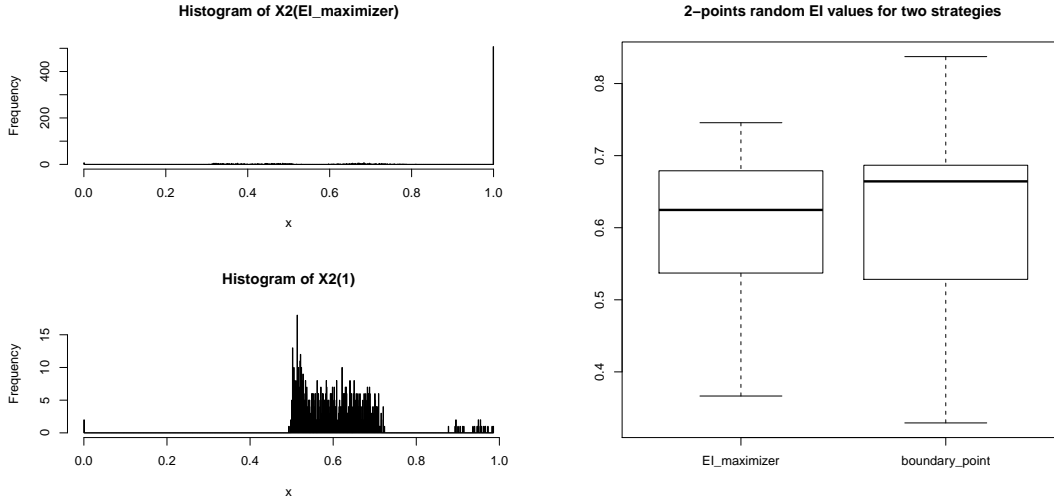 Histogram of X2(EI_maximizer)
Frequency
0
200
400
0.0 0.2 0.4 0.6 0.8 1.0
x
Histogram of X2(1)
Frequency
0
5
10
15
0.0 0.2 0.4 0.6 0.8 1.0
x
2−points random EI values for two strategies
0.4
0.5
0.6
0.7
0.8
EI_maximizer boundary_point